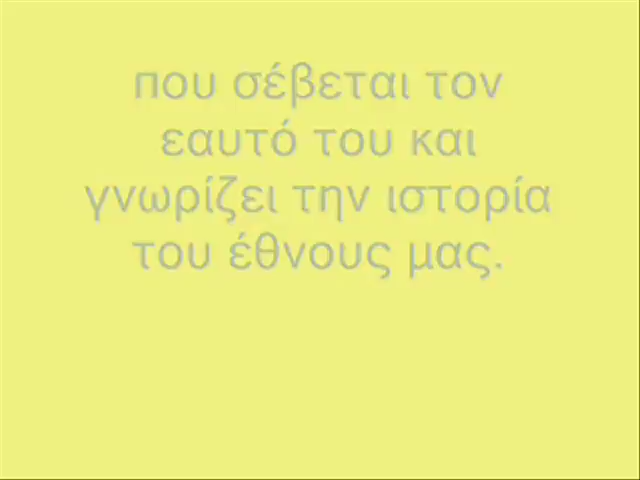 που σέβεται τον
εαυτό του και
γνωρίζει την ιστορία
του έθνους μας.